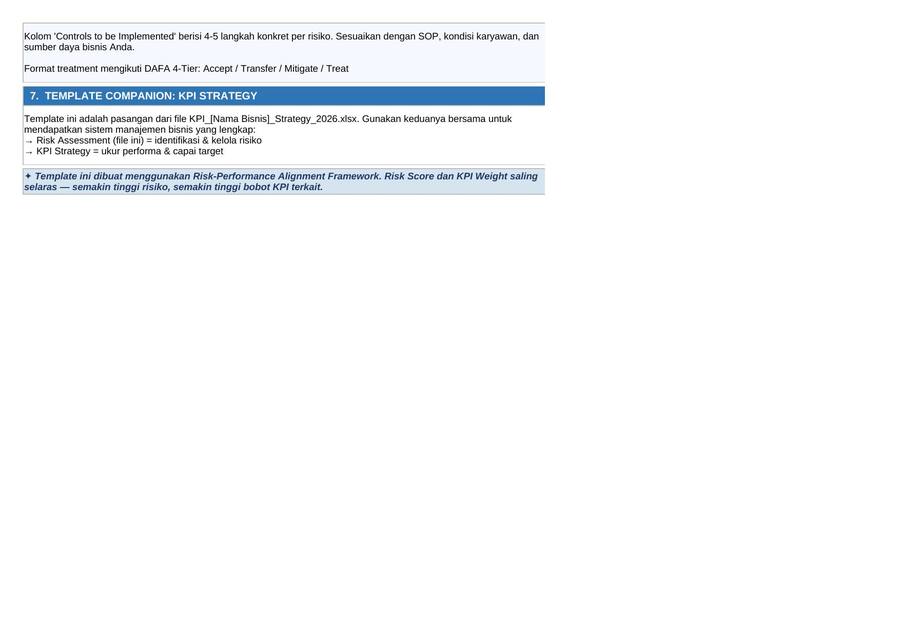 Kolom 'Controls to be Implemented' berisi 4-5 langkah konkret per risiko. Sesuaikan dengan SOP, kondisi karyawan, dan
sumber daya bisnis Anda.
Format treatment mengikuti DAFA 4-Tier: Accept / Transfer / Mitigate / Treat
7. TEMPLATE COMPANION: KPI STRATEGY
Template ini adalah pasangan dari file KPI_[Nama Bisnis]_Strategy_2026.xlsx. Gunakan keduanya bersama untuk
mendapatkan sistem manajemen bisnis yang lengkap:
→ Risk Assessment (file ini) = identifikasi & kelola risiko
→ KPI Strategy = ukur performa & capai target
✦ Template ini dibuat menggunakan Risk-Performance Alignment Framework. Risk Score dan KPI Weight saling
selaras — semakin tinggi risiko, semakin tinggi bobot KPI terkait.